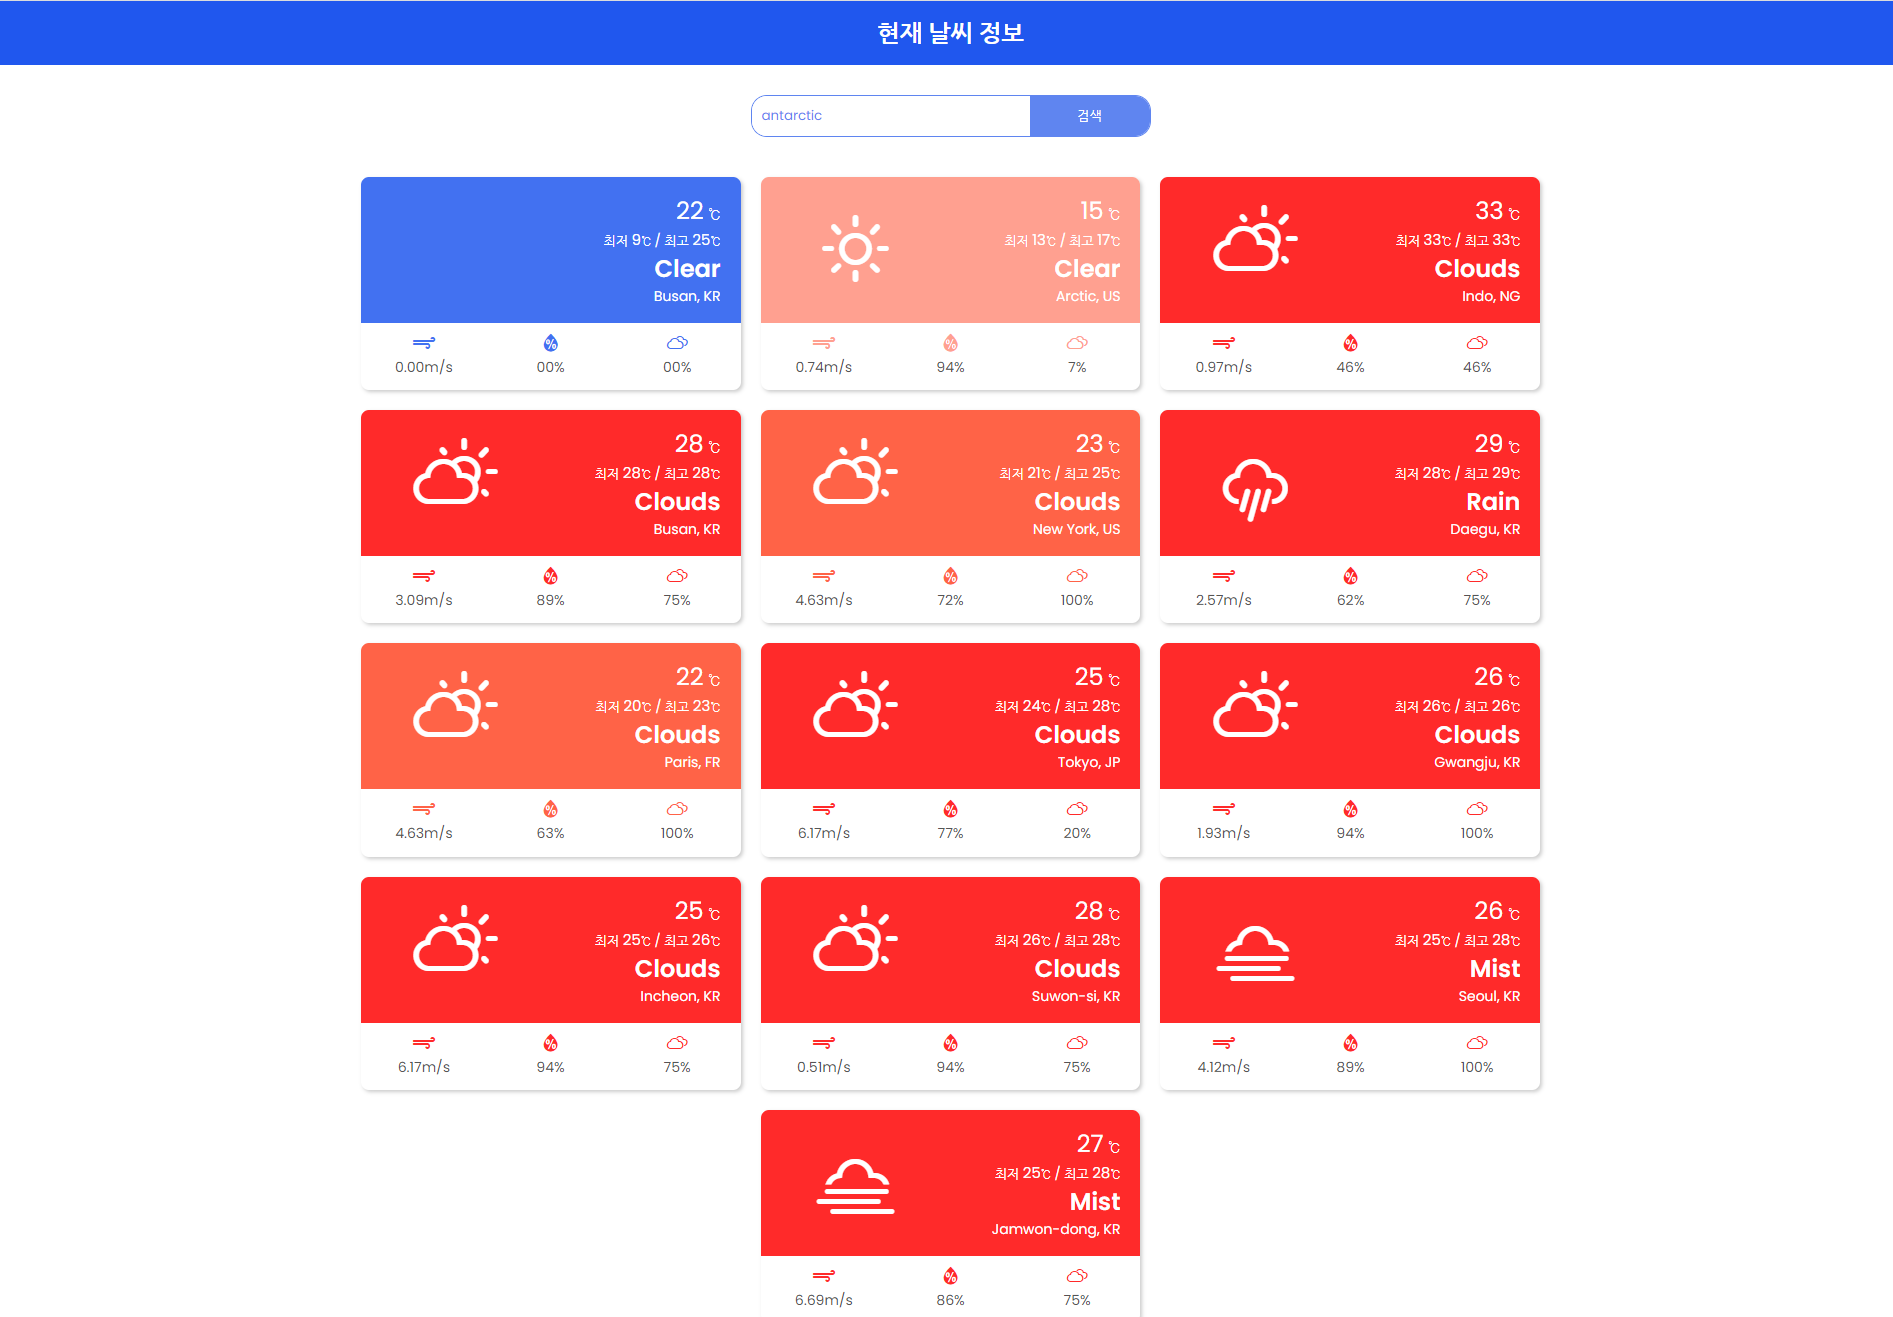 현재 날씨 정보
antarctic
검색
22 ℃
최저 9℃ / 최고 25℃
Clear
Busan, KR
0.00m/s
00%
00%
15 ℃
최저 13℃ / 최고 17℃
Clear
Arctic, US
0.74m/s
94%
7%
33 ℃
최저 33℃ / 최고 33℃
Clouds
Indo, NG
0.97m/s
46%
46%
28 ℃
최저 28℃ / 최고 28℃
Clouds
Busan, KR
3.09m/s
89%
75%
23 ℃
최저 21℃ / 최고 25℃
Clouds
New York, US
4.63m/s
72%
100%
29 ℃
최저 28℃ / 최고 29℃
Rain
Daegu, KR
2.57m/s
62%
75%
22 ℃
최저 20℃ / 최고 23℃
Clouds
Paris, FR
4.63m/s
63%
100%
25 ℃
최저 24℃ / 최고 28℃
Clouds
Tokyo, JP
6.17m/s
77%
20%
26 ℃
최저 26℃ / 최고 26℃
Clouds
Gwangju, KR
1.93m/s
94%
100%
25 ℃
최저 25℃ / 최고 26℃
Clouds
Incheon, KR
6.17m/s
94%
75%
28 ℃
최저 26℃ / 최고 28℃
Clouds
Suwon-si, KR
0.51m/s
94%
75%
26 ℃
최저 25℃ / 최고 28℃
Mist
Seoul, KR
4.12m/s
89%
100%
27 ℃
최저 25℃ / 최고 28℃
Mist
Jamwon-dong, KR
6.69m/s
86%
75%